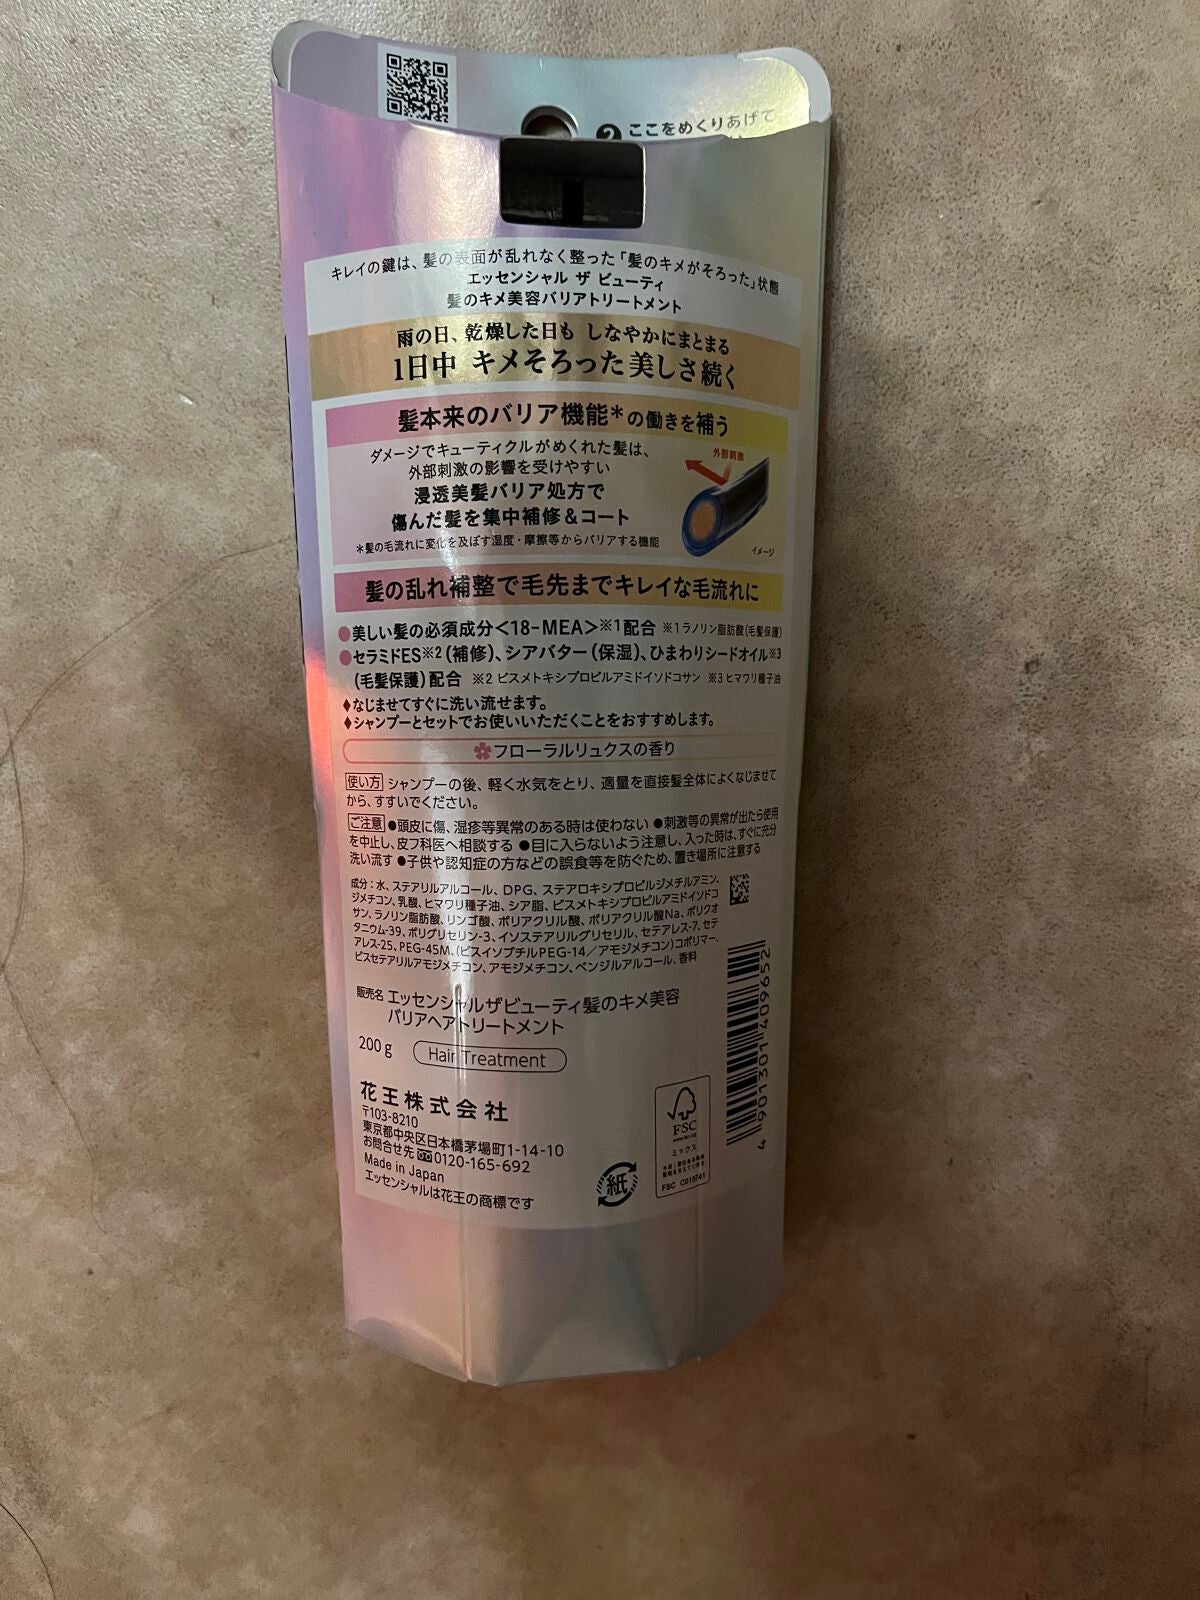 ❷ ここをめくりあげて
キレイの鍵は、髪の表面が乱れなく整った「髪のキメがそろった」状態
エッセンシャル ザ ビューティ
髪のキメ美容バリアトリートメント
雨の日、乾燥した日も しなやかにまとまる
1日中 キメそろった美しさ続く
髪本来のバリア機能*の働きを補う
ダメージでキューティクルがめくれた髪は、
外部刺激の影響を受けやすい
浸透美髪バリア処方で
傷んだ髪を集中補修&コート
*髪の毛流れに変化を及ぼす湿度・摩擦等からバリアする機能
外部刺激
イメージ
髪の乱れ補整で毛先までキレイな毛流れに
●美しい髪の必須成分<18-MEA>※1配合 ※1 ラノリン脂肪酸(毛髪保護)
●セラミドES※2(補修)、シアバター(保湿)、ひまわりシードオイル※3
(毛髪保護)配合 ※2 ビスメトキシプロピルアミドイソドコサン ※3 ヒマワリ種子油
♦なじませてすぐに洗い流せます。
♦シャンプーとセットでお使いいただくことをおすすめします。
フローラルリュクスの香り
使い方 シャンプーの後、軽く水気をとり、適量を直接髪全体によくなじませて
から、すすいでください。
ご注意 ●頭皮に傷、湿疹等異常のある時は使わない ●刺激等の異常が出たら使用
を中止し、皮フ科医へ相談する ●目に入らないよう注意し、入った時は、すぐに充分
洗い流す ●子供や認知症の方などの誤食等を防ぐため、置き場所に注意する
成分:水、ステアリルアルコール、DPG、ステアロキシプロピルジメチルアミン、
ジメチコン、乳酸、ヒマワリ種子油、シア脂、ビスメトキシプロピルアミドイソドコ
サン、ラノリン脂肪酸、リンゴ酸、ポリアクリル酸、ポリアクリル酸Na、ポリクオ
タニウム-39、ポリグリセリン-3、イソステアリルグリセリル、セテアレス-7、セテ
アレス-25、PEG-45M、(ビスイソブチルPEG-14/アモジメチコン)コポリマー、
ビスセテアリルアモジメチコン、アモジメチコン、ベンジルアルコール、香料
販売名 エッセンシャルザビューティ髪のキメ美容
バリアヘアトリートメント
200 g Hair Treatment
花王株式会社
〒103-8210
東京都中央区日本橋茅場町1-14-10
お問合せ先 0120-165-692
Made in Japan
エッセンシャルは花王の商標です
紙
FSC
www.fsc.org
ミックス
FSC C015741
4 901301 409652